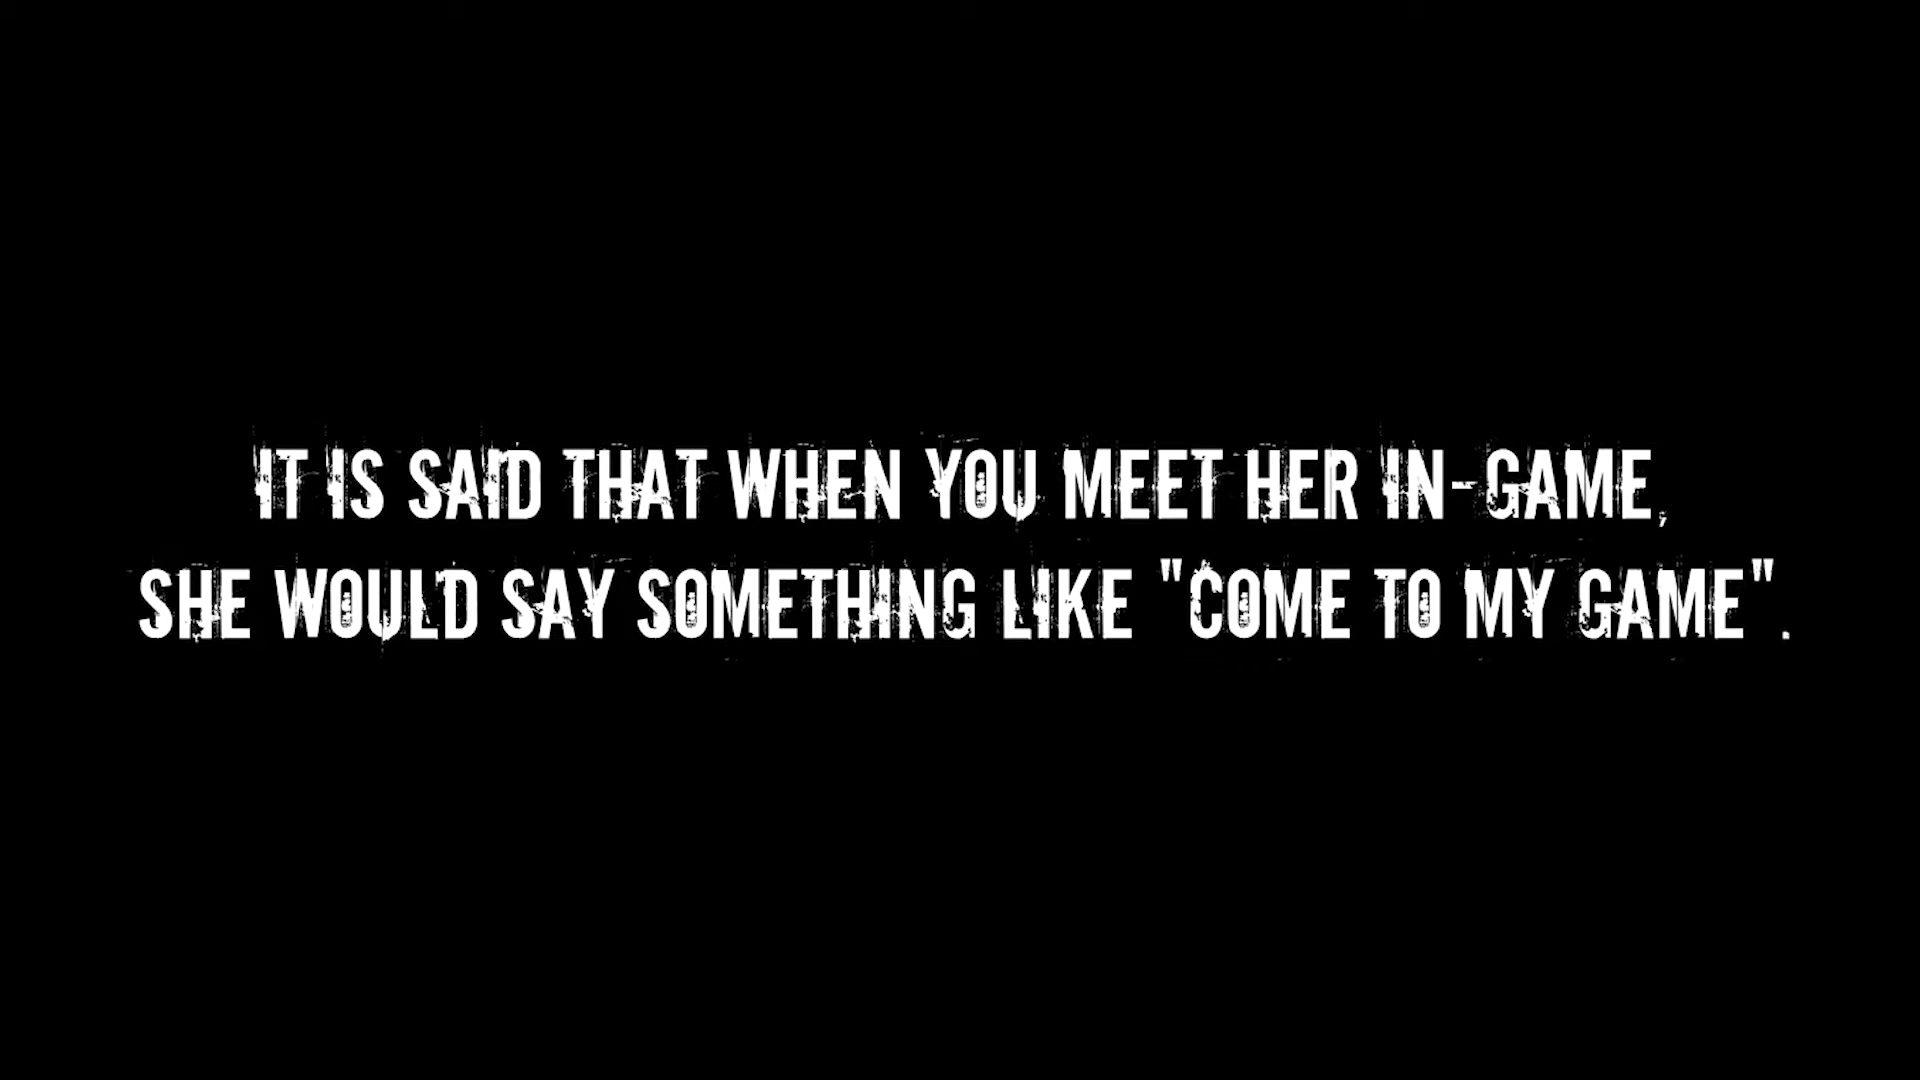 IT IS SAID THAT WHEN YOU MEET HER IN-GAME,
SHE WOULD SAY SOMETHING LIKE "COME TO MY GAME".